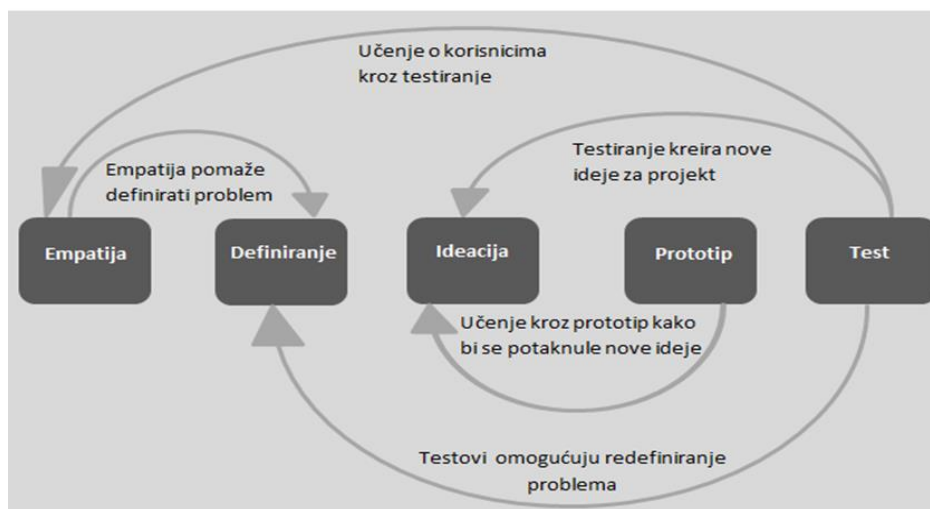 Učenje o korisnicima
kroz testiranje
Empatija pomaže
definirati problem
Testiranje kreira nove
ideje za projekt
Empatija
Definiranje
Ideacija
Prototip
Test
Učenje kroz prototip kako
bi se potaknule nove ideje
Testovi omogućuju redefiniranje
problema